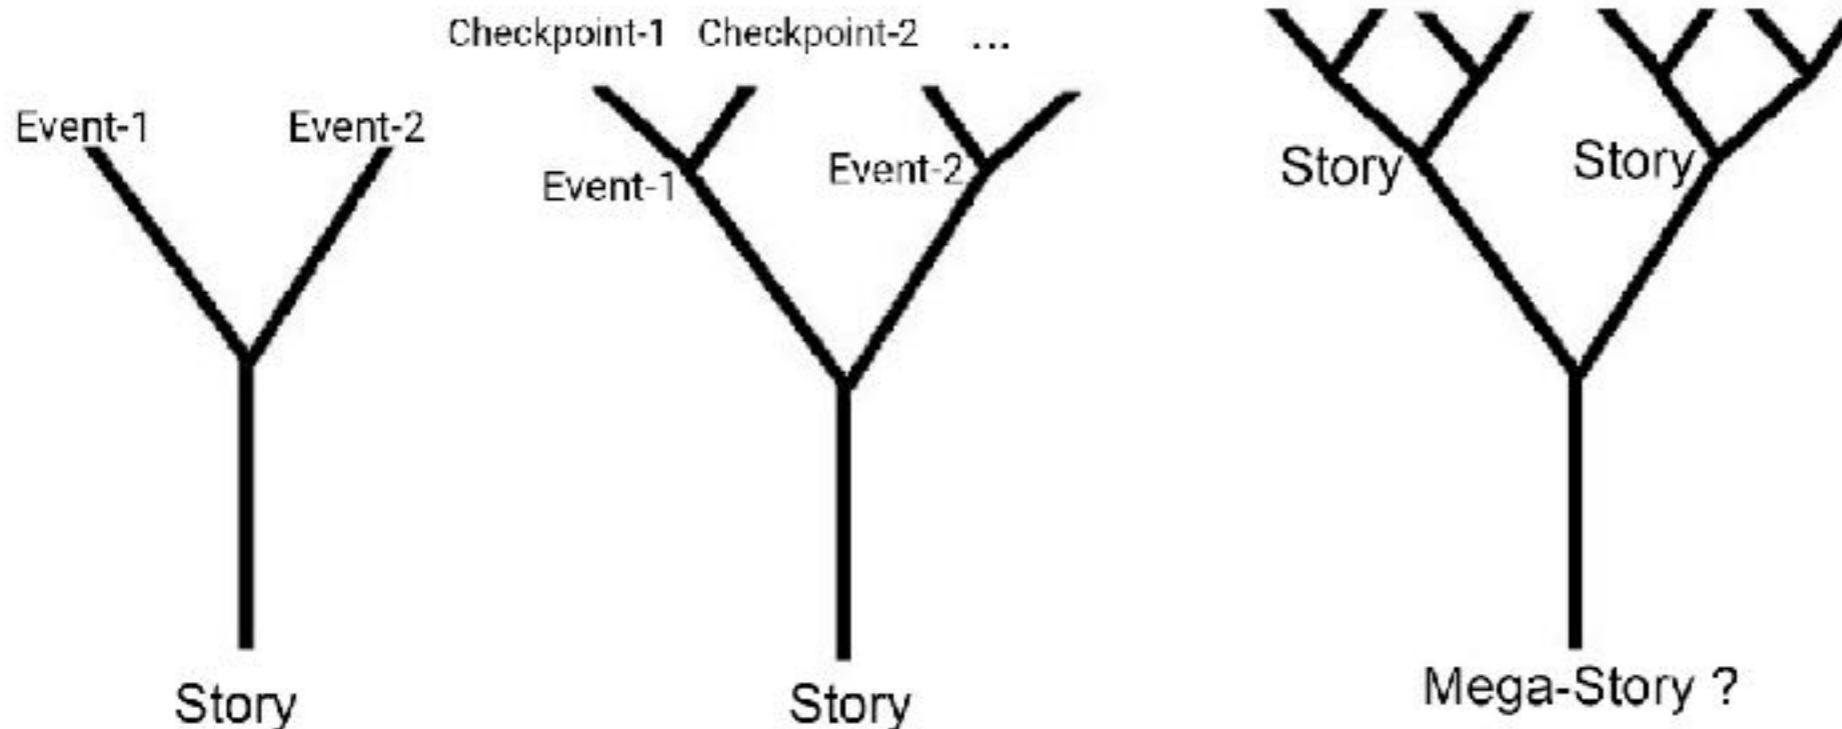 Event-1
Event-2
Story
Checkpoint-1 Checkpoint-2 ...
Event-1
Event-2
Story
Story
Story
Mega-Story ?